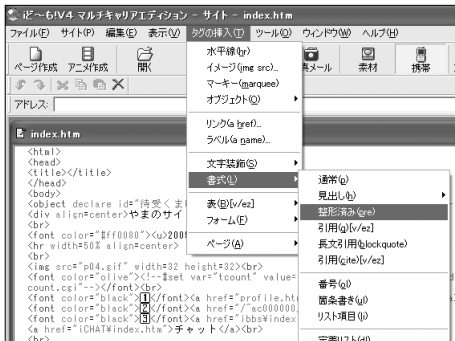 iど〜も!V4 マルチキャリアエディション - サイト - index.htm
ファイル(F) サイト(P) 編集(E) 表示(V) タグの挿入(T) ツール(O) ウィンドウ(W) ヘルプ(H)
ページ作成 アニメ作成 開く メール 素材 携帯
アドレス:
水平線(hr)
イメージ(img src)...
マーキー(marquee)
オブジェクト(O)
リンク(a href)...
ラベル(a name)...
文字装飾(S)
書式(L)
表(B)[v/ez]
フォーム(F)
ページ(A)
通常(p)
見出し(h)
整形済み(pre)
引用(q)[v/ez]
長文引用(blockquote)
引用(cite)[v/ez]
番号(ol)
箇条書き(ul)
リスト項目(li)
定義リスト(dl)
index.htm
<html>
<head>
<title></title>
</head>
<body>
<object declare id="待受くま
<div align=center>やまのサイ
<br>
<font color="#ff0080"><u>200
<hr width=50% align=center>
<br>
<img src="p04.gif" width=32 height=32><br>
<font color="olive"><!--#set var="tcount" value=
count.cgi"--></font><br>
<font color="black">1</font><a href="profile.ht
<font color="black">2</font><a href="/~ac000000,
<font color="black">3</font><a href="ibbs¥index
<a href="iCHAT¥index.htm">チャット</a><br>
<br>